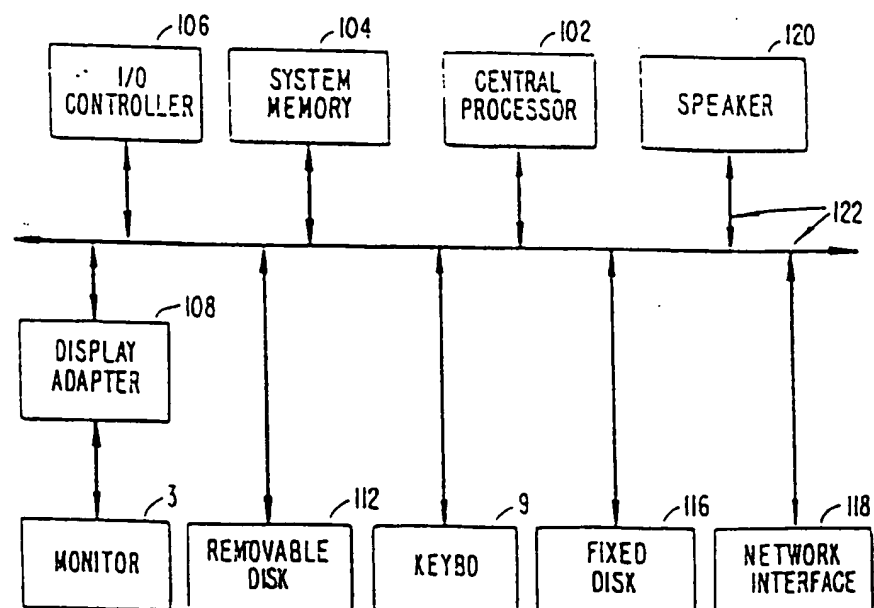 106
104
102
120
I/O
CONTROLLER
SYSTEM
MEMORY
CENTRAL
PROCESSOR
SPEAKER
122
108
DISPLAY
ADAPTER
3
112
9
116
118
MONITOR
REMOVABLE
DISK
KEYBD
FIXED
DISK
NETWORK
INTERFACE